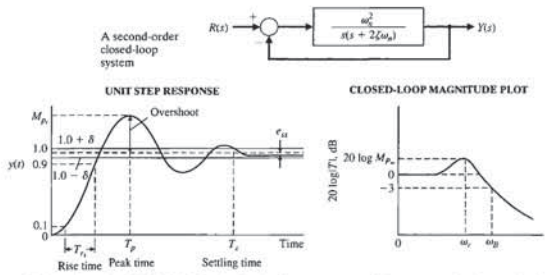 A second-order
closed-loop
system
R(s)
+
−
ω_n^2
s(s + 2ζω_n)
Y(s)
UNIT STEP RESPONSE
M_{p_t}
Overshoot
e_{ss}
1.0 + δ
1.0
y(t)
0.9
1.0 − δ
0.1
0
T_{r_1}
T_p
T_s
Time
Rise time
Peak time
Settling time
CLOSED-LOOP MAGNITUDE PLOT
20 log|T|, dB
20 log M_{p_ω}
0
−3
0
ω_r
ω_B